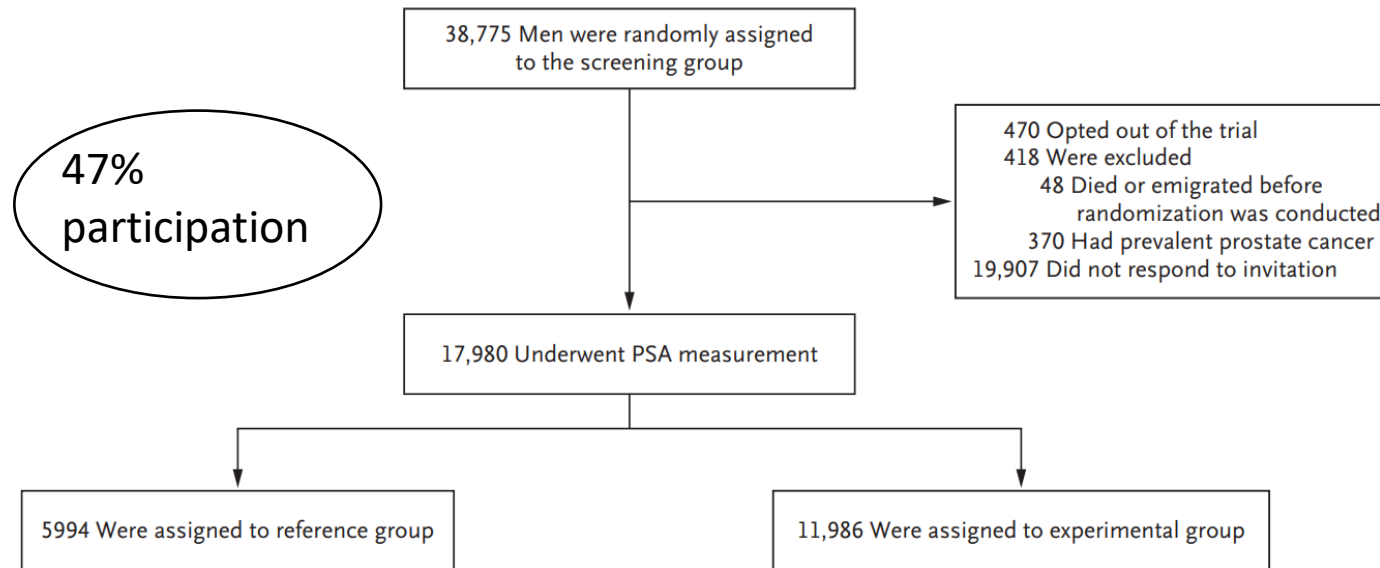 38,775 Men were randomly assigned
to the screening group
47%
participation
470 Opted out of the trial
418 Were excluded
48 Died or emigrated before
randomization was conducted
370 Had prevalent prostate cancer
19,907 Did not respond to invitation
17,980 Underwent PSA measurement
5994 Were assigned to reference group
11,986 Were assigned to experimental group